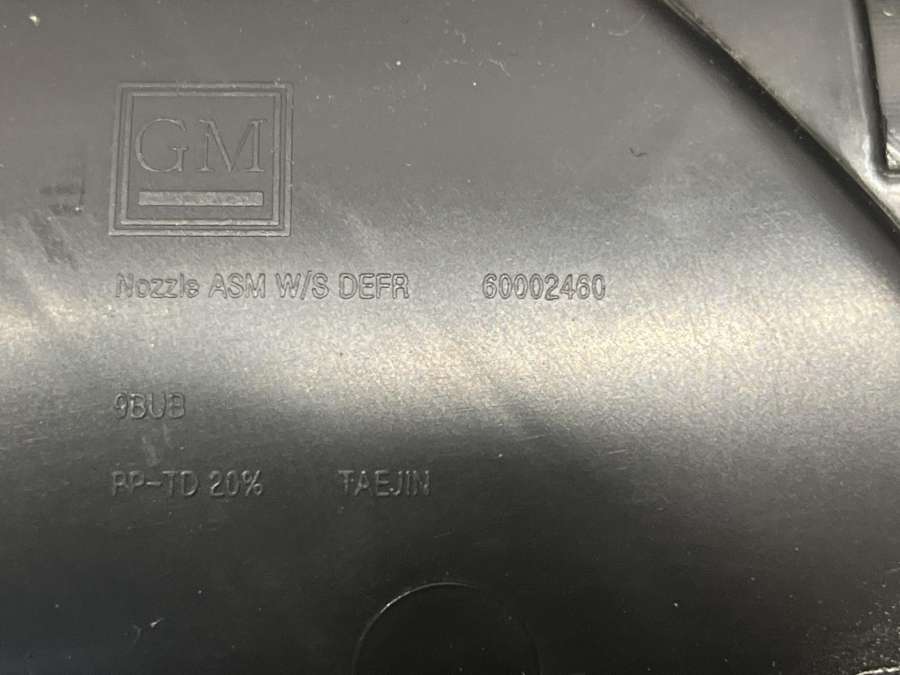 GM
Nozzle ASM W/S DEFR 60002460
9BUB
PP-TD 20% TAEJIN